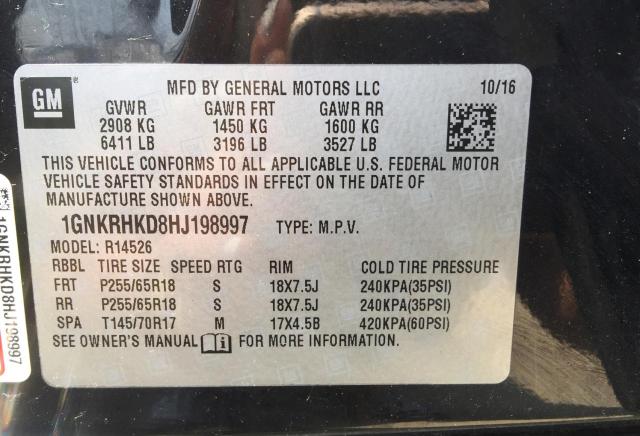 GM
MFD BY GENERAL MOTORS LLC 10/16
GVWR GAWR FRT GAWR RR
2908 KG 1450 KG 1600 KG
6411 LB 3196 LB 3527 LB
THIS VEHICLE CONFORMS TO ALL APPLICABLE U.S. FEDERAL MOTOR
VEHICLE SAFETY STANDARDS IN EFFECT ON THE DATE OF
MANUFACTURE SHOWN ABOVE.
1GNKRHKD8HJ198997 TYPE: M.P.V.
MODEL: R14526
RBBL TIRE SIZE SPEED RTG RIM COLD TIRE PRESSURE
FRT P255/65R18 S 18X7.5J 240KPA(35PSI)
RR P255/65R18 S 18X7.5J 240KPA(35PSI)
SPA T145/70R17 M 17X4.5B 420KPA(60PSI)
SEE OWNER'S MANUAL FOR MORE INFORMATION.
1GNKRHKD8HJ198997